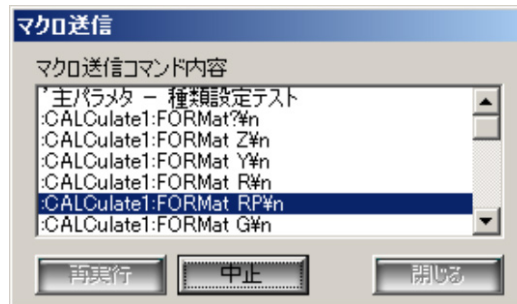 マクロ送信
マクロ送信コマンド内容
'主パラメタ － 種類設定テスト
:CALCulate1:FORMat?¥n
:CALCulate1:FORMat Z¥n
:CALCulate1:FORMat Y¥n
:CALCulate1:FORMat R¥n
:CALCulate1:FORMat RP¥n
:CALCulate1:FORMat G¥n
再実行 中止 閉じる